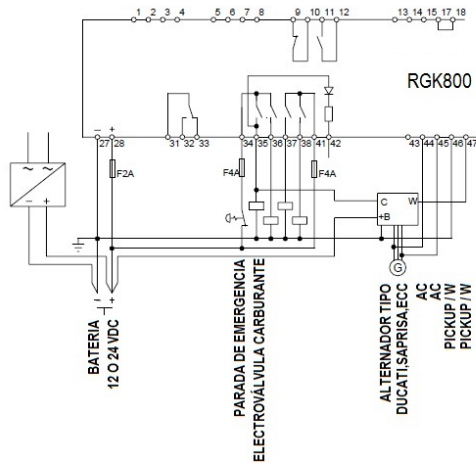 1 2 3 4 5 6 7 8 9 10 11 12 13 14 15 17 18
RGK800
- +
27 28 31 32 33 34 35 36 37 38 41 42 43 44 45 46 47
F2A F4A F4A
~ ~
- +
C W
+B
G
- +
BATERIA
12 O 24 VDC
PARADA DE EMERGENCIA
ELECTROVÁLVULA CARBURANTE
ALTERNADOR TIPO
DUCATI,SAPRISA,ECC
AC
AC
PICKUP / W
PICKUP / W